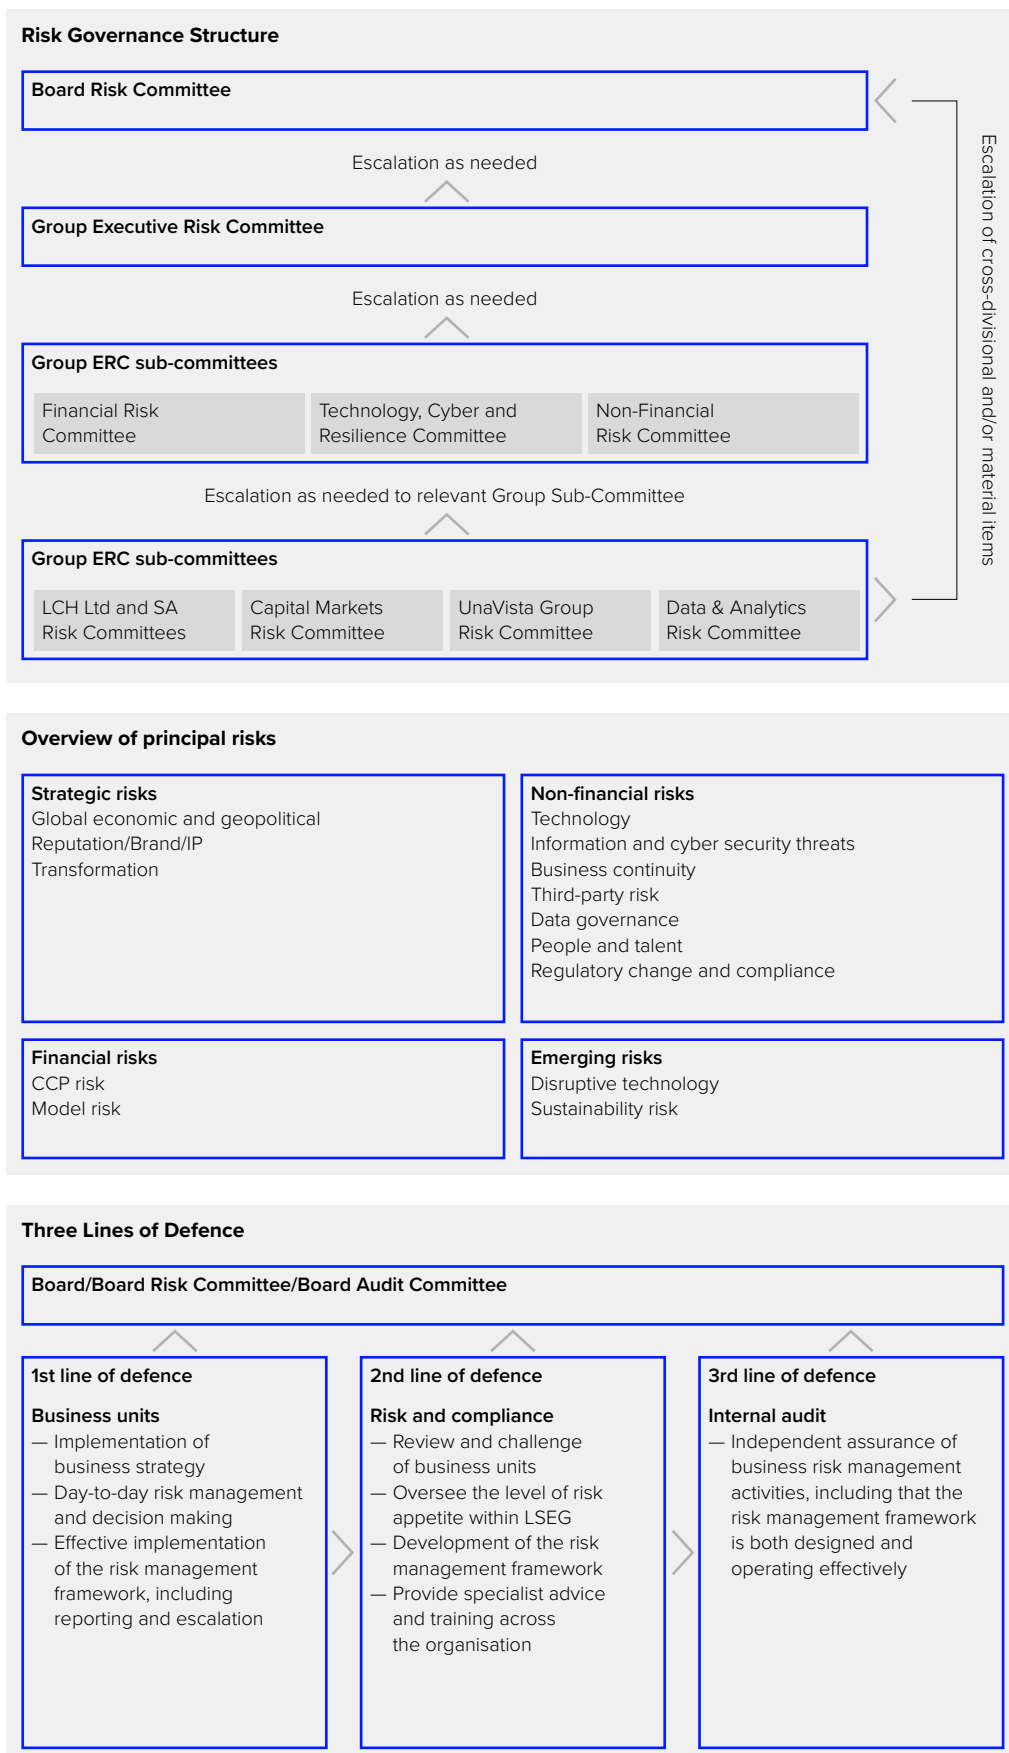 Risk Governance Structure
Board Risk Committee
Escalation as needed
Group Executive Risk Committee
Escalation as needed
Group ERC sub-committees
Financial Risk
Committee
Technology, Cyber and
Resilience Committee
Non-Financial
Risk Committee
Escalation as needed to relevant Group Sub-Committee
Group ERC sub-committees
LCH Ltd and SA
Risk Committees
Capital Markets
Risk Committee
UnaVista Group
Risk Committee
Data & Analytics
Risk Committee
Escalation of cross-divisional and/or material items
Overview of principal risks
Strategic risks
Global economic and geopolitical
Reputation/Brand/IP
Transformation
Non-financial risks
Technology
Information and cyber security threats
Business continuity
Third-party risk
Data governance
People and talent
Regulatory change and compliance
Financial risks
CCP risk
Model risk
Emerging risks
Disruptive technology
Sustainability risk
Three Lines of Defence
Board/Board Risk Committee/Board Audit Committee
1st line of defence
Business units
— Implementation of
business strategy
— Day-to-day risk management
and decision making
— Effective implementation
of the risk management
framework, including
reporting and escalation
2nd line of defence
Risk and compliance
— Review and challenge
of business units
— Oversee the level of risk
appetite within LSEG
— Development of the risk
management framework
— Provide specialist advice
and training across
the organisation
3rd line of defence
Internal audit
— Independent assurance of
business risk management
activities, including that the
risk management framework
is both designed and
operating effectively